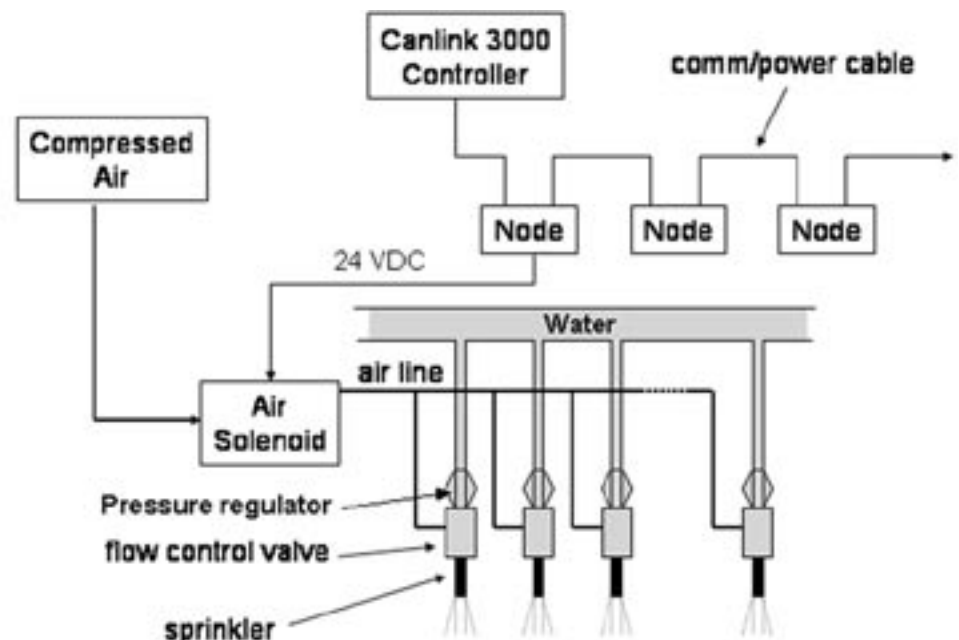 Canlink 3000
Controller
comm/power cable
Compressed
Air
Node
Node
Node
24 VDC
Water
air line
Air
Solenoid
Pressure regulator
flow control valve
sprinkler